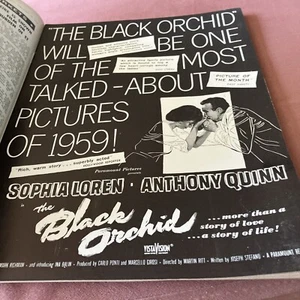 "THE BLACK ORCHID"
WILL BE ONE
OF THE MOST
TALKED-ABOUT
PICTURES
OF 1959!
PICTURE OF
THE MONTH
"Rich, warm story...superbly acted"
Paramount Pictures
SOPHIA LOREN · ANTHONY QUINN
The
Black
Orchid
...more than a
story of love
...a story of life!
VISTAVISION
and introducing INA BALIN · Produced by CARLO PONTI and MARCELLO GIROSI · Directed by MARTIN RITT · Written by JOSEPH STEFANO · A PARAMOUNT